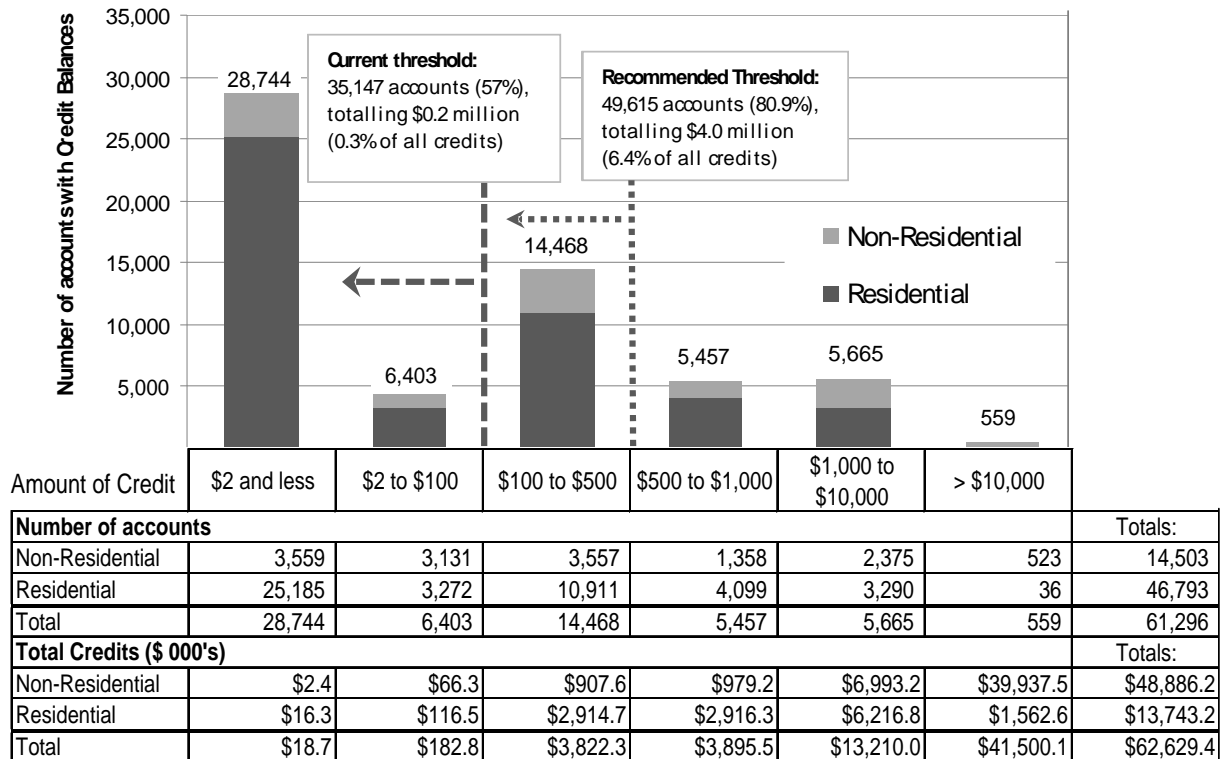 Number of accounts with Credit Balances
35,000
30,000
25,000
20,000
15,000
10,000
5,000
28,744
6,403
14,468
5,457
5,665
559
Current threshold:
35,147 accounts (57%),
totalling $0.2 million
(0.3% of all credits)
Recommended Threshold:
49,615 accounts (80.9%),
totalling $4.0 million
(6.4% of all credits)
Non-Residential
Residential
Amount of Credit $2 and less $2 to $100 $100 to $500 $500 to $1,000 $1,000 to $10,000 > $10,000
Number of accounts Totals:
Non-Residential 3,559 3,131 3,557 1,358 2,375 523 14,503
Residential 25,185 3,272 10,911 4,099 3,290 36 46,793
Total 28,744 6,403 14,468 5,457 5,665 559 61,296
Total Credits ($ 000's) Totals:
Non-Residential $2.4 $66.3 $907.6 $979.2 $6,993.2 $39,937.5 $48,886.2
Residential $16.3 $116.5 $2,914.7 $2,916.3 $6,216.8 $1,562.6 $13,743.2
Total $18.7 $182.8 $3,822.3 $3,895.5 $13,210.0 $41,500.1 $62,629.4